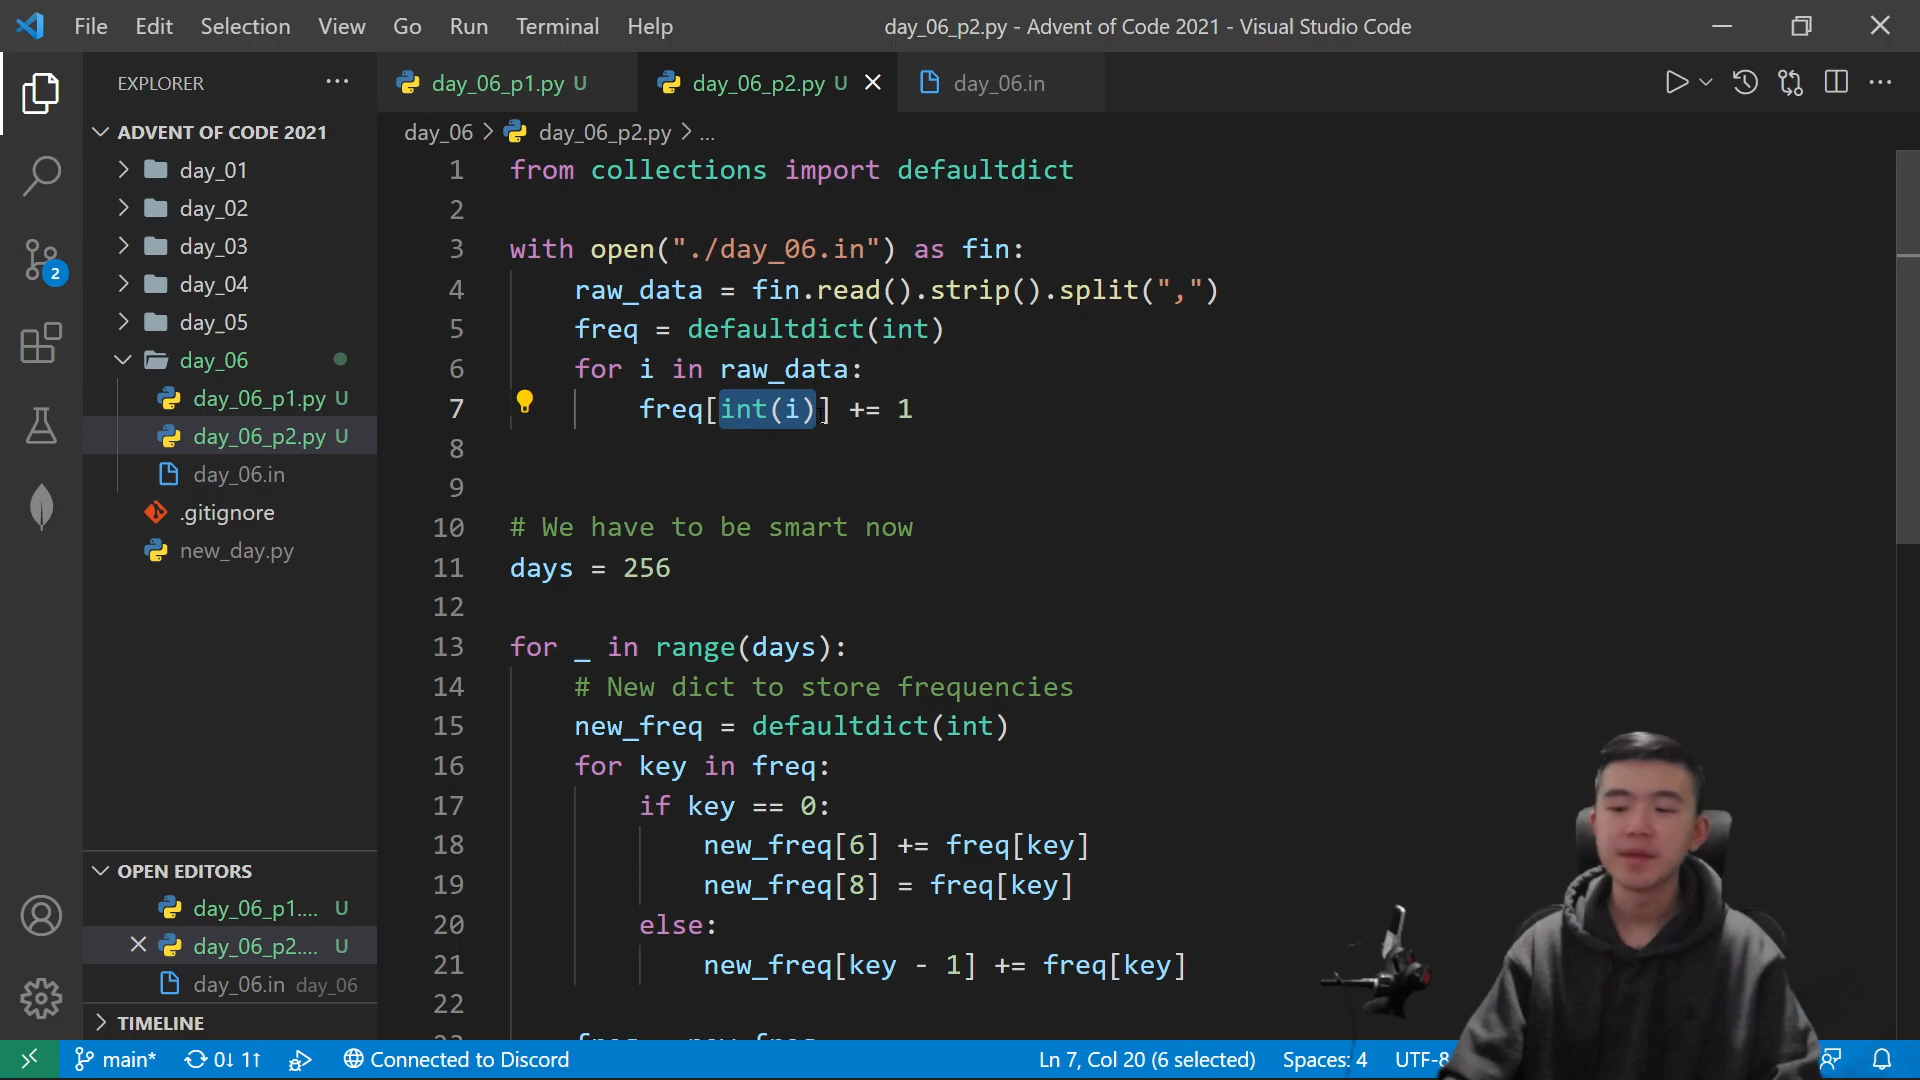 File Edit Selection View Go Run Terminal Help
day_06_p2.py - Advent of Code 2021 - Visual Studio Code
EXPLORER
ADVENT OF CODE 2021
day_01
day_02
day_03
day_04
day_05
day_06
day_06_p1.py U
day_06_p2.py U
day_06.in
.gitignore
new_day.py
OPEN EDITORS
day_06_p1.... U
day_06_p2.... U
day_06.in day_06
TIMELINE
2
day_06_p1.py U
day_06_p2.py U
day_06.in
day_06 > day_06_p2.py > ...
1 from collections import defaultdict
2
3 with open("./day_06.in") as fin:
4 raw_data = fin.read().strip().split(",")
5 freq = defaultdict(int)
6 for i in raw_data:
7 freq[int(i)] += 1
8
9
10 # We have to be smart now
11 days = 256
12
13 for _ in range(days):
14 # New dict to store frequencies
15 new_freq = defaultdict(int)
16 for key in freq:
17 if key == 0:
18 new_freq[6] += freq[key]
19 new_freq[8] = freq[key]
20 else:
21 new_freq[key - 1] += freq[key]
22
main* 0↓ 1↑ Connected to Discord
Ln 7, Col 20 (6 selected) Spaces: 4 UTF-8